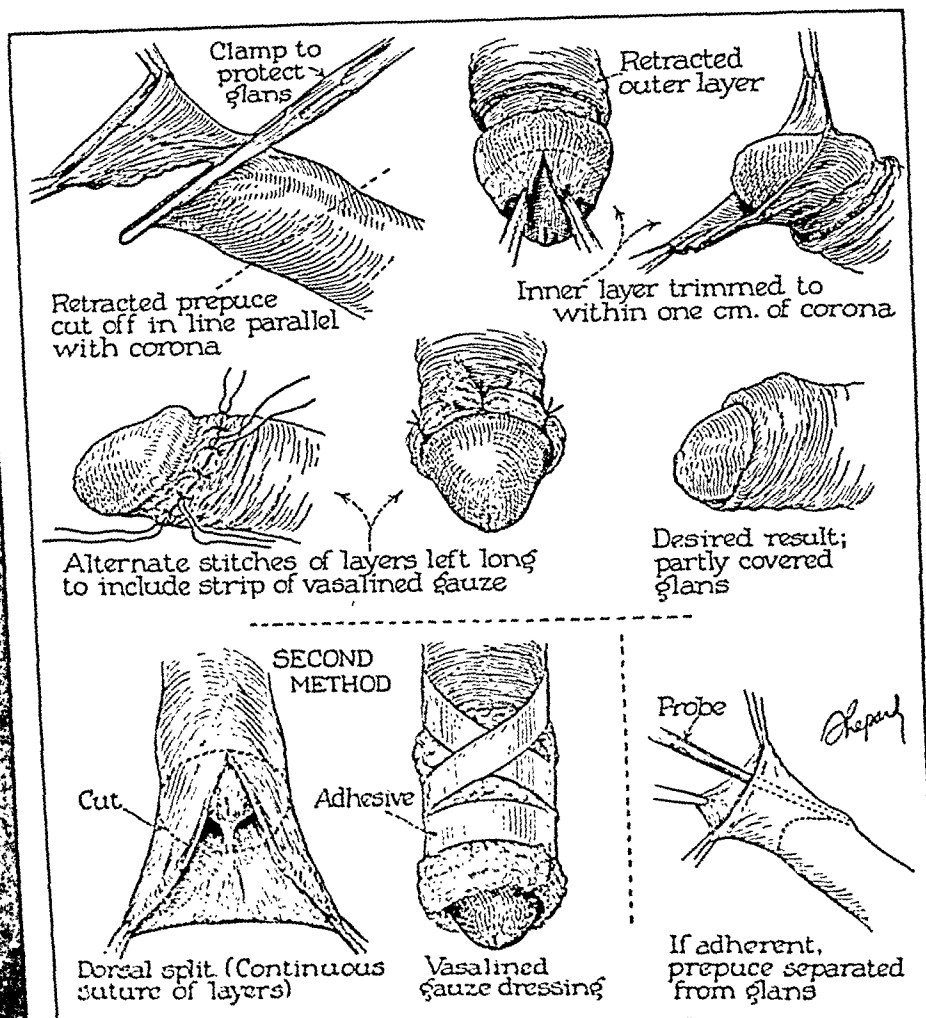 Clamp to
protect
glans
Retracted
outer layer
Retracted prepuce
cut off in line parallel
with corona
Inner layer trimmed to
within one cm. of corona
Alternate stitches of layers left long
to include strip of vasalined gauze
Desired result;
partly covered
glans
SECOND
METHOD
Cut
Adhesive
Probe
Shepard
Dorsal split (Continuous
suture of layers)
Vasalined
gauze dressing
If adherent,
prepuce separated
from glans